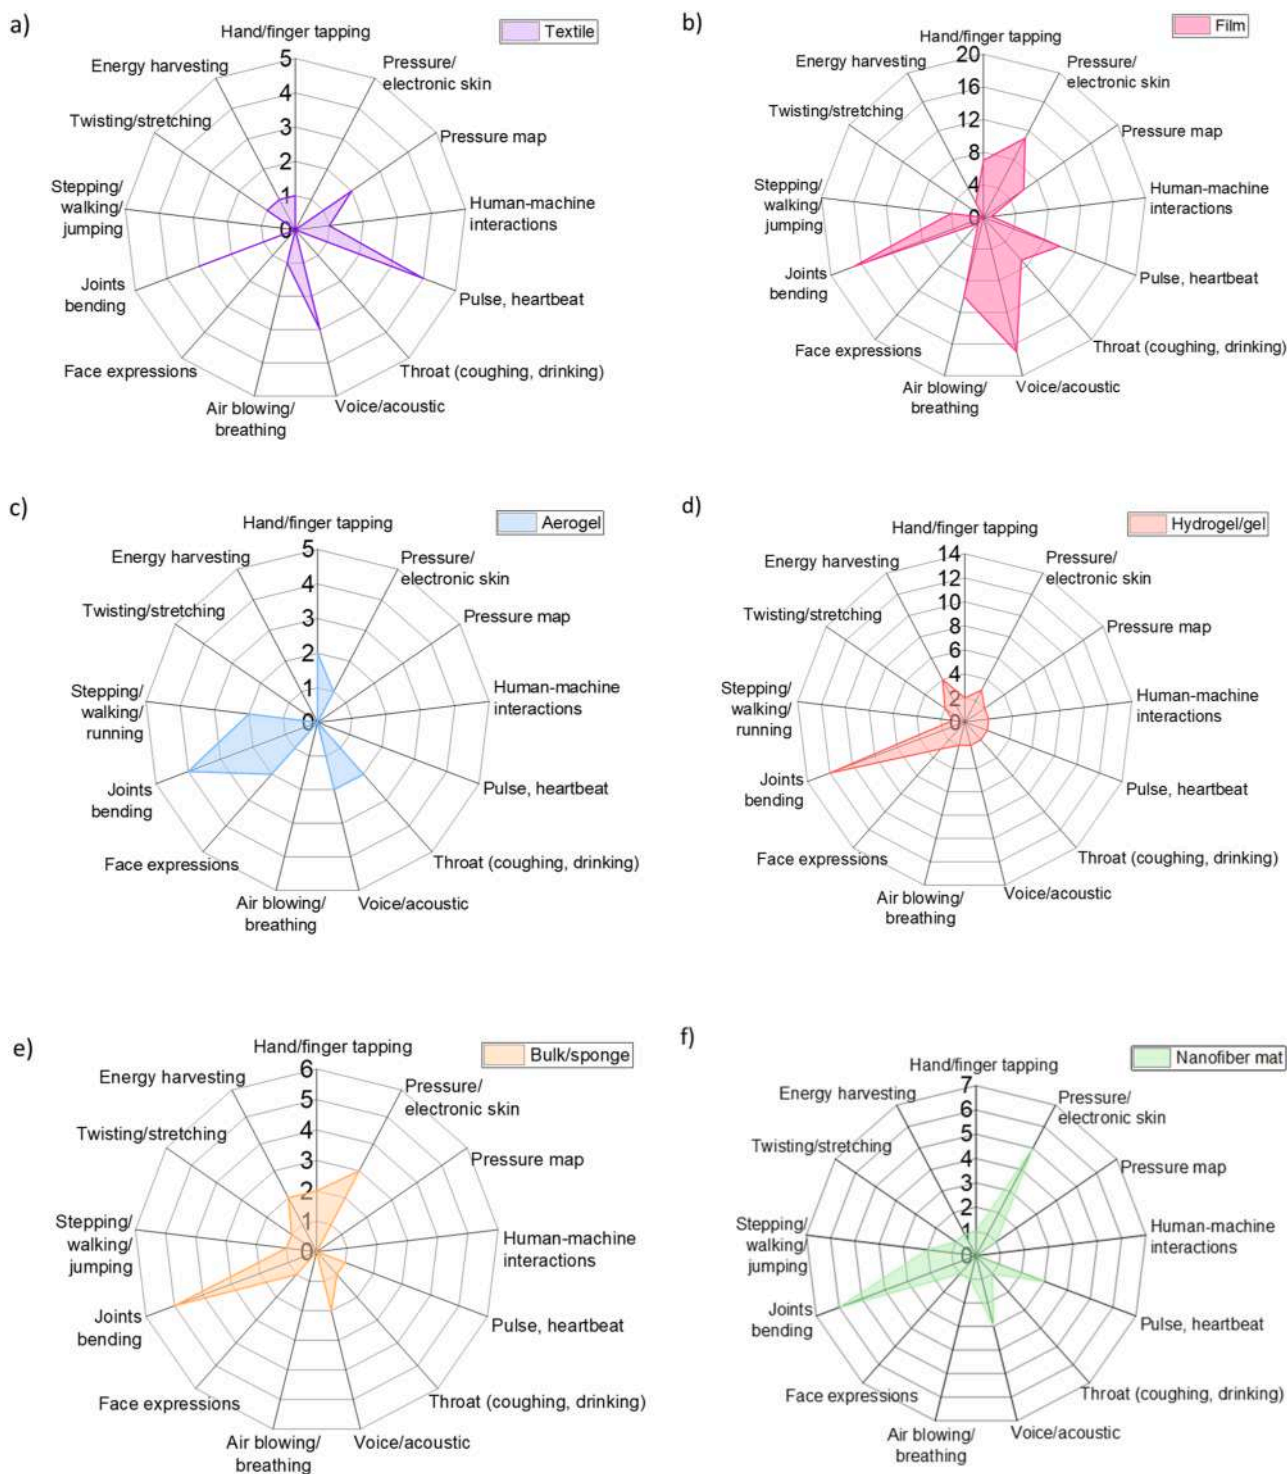 a)
Textile
Hand/finger tapping
Pressure/
electronic skin
Pressure map
Human-machine
interactions
Pulse, heartbeat
Throat (coughing, drinking)
Voice/acoustic
Air blowing/
breathing
Face expressions
Joints
bending
Stepping/
walking/
jumping
Twisting/stretching
Energy harvesting
5
4
3
2
1
0
b)
Film
Hand/finger tapping
Pressure/
electronic skin
Pressure map
Human-machine
interactions
Pulse, heartbeat
Throat (coughing, drinking)
Voice/acoustic
Air blowing/
breathing
Face expressions
Joints
bending
Stepping/
walking/
jumping
Twisting/stretching
Energy harvesting
20
16
12
8
4
0
c)
Aerogel
Hand/finger tapping
Pressure/
electronic skin
Pressure map
Human-machine
interactions
Pulse, heartbeat
Throat (coughing, drinking)
Voice/acoustic
Air blowing/
breathing
Face expressions
Joints
bending
Stepping/
walking/
running
Twisting/stretching
Energy harvesting
5
4
3
2
1
0
d)
Hydrogel/gel
Hand/finger tapping
Pressure/
electronic skin
Pressure map
Human-machine
interactions
Pulse, heartbeat
Throat (coughing, drinking)
Voice/acoustic
Air blowing/
breathing
Face expressions
Joints
bending
Stepping/
walking/
running
Twisting/stretching
Energy harvesting
14
12
10
8
6
4
2
0
e)
Bulk/sponge
Hand/finger tapping
Pressure/
electronic skin
Pressure map
Human-machine
interactions
Pulse, heartbeat
Throat (coughing, drinking)
Voice/acoustic
Air blowing/
breathing
Face expressions
Joints
bending
Stepping/
walking/
jumping
Twisting/stretching
Energy harvesting
6
5
4
3
2
1
0
f)
Nanofiber mat
Hand/finger tapping
Pressure/
electronic skin
Pressure map
Human-machine
interactions
Pulse, heartbeat
Throat (coughing, drinking)
Voice/acoustic
Air blowing/
breathing
Face expressions
Joints
bending
Stepping/
walking/
jumping
Twisting/stretching
Energy harvesting
7
6
5
4
3
2
1
0